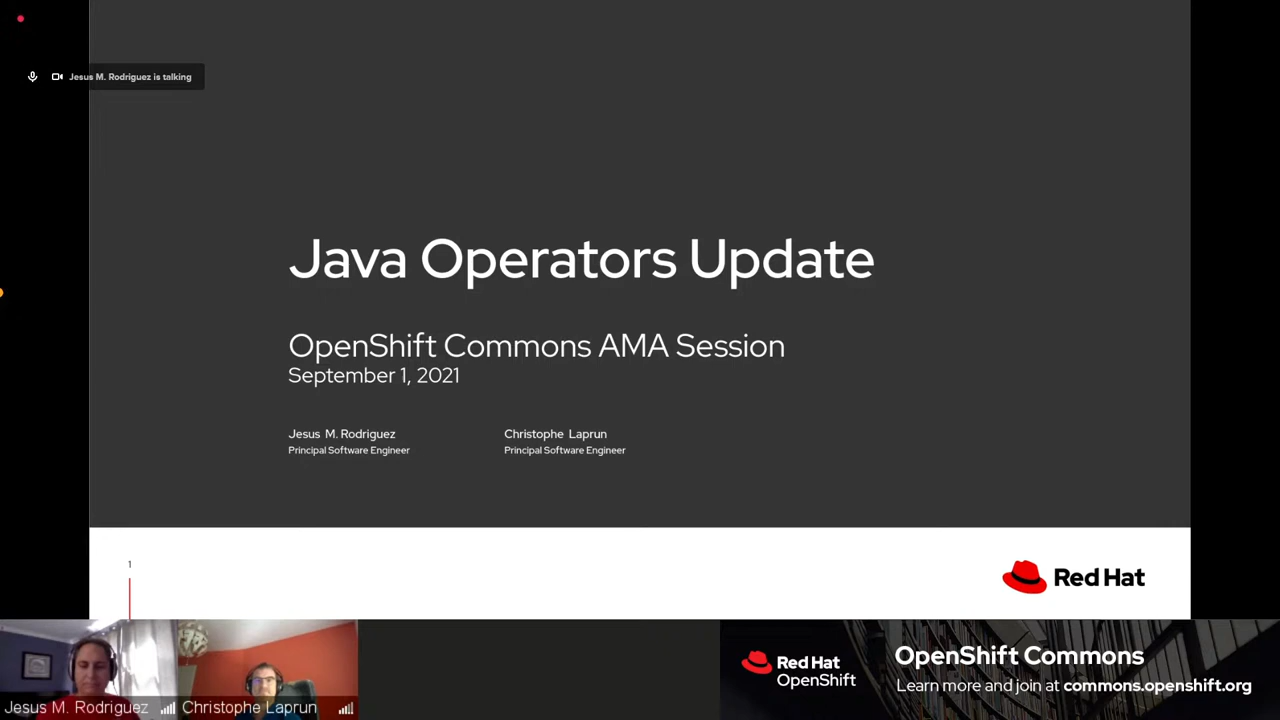 Jesus M. Rodriguez is talking
Java Operators Update
OpenShift Commons AMA Session
September 1, 2021
Jesus M. Rodriguez
Principal Software Engineer
Christophe Laprun
Principal Software Engineer
1
Red Hat
Jesus M. Rodriguez
Christophe Laprun
Red Hat
OpenShift
OpenShift Commons
Learn more and join at commons.openshift.org